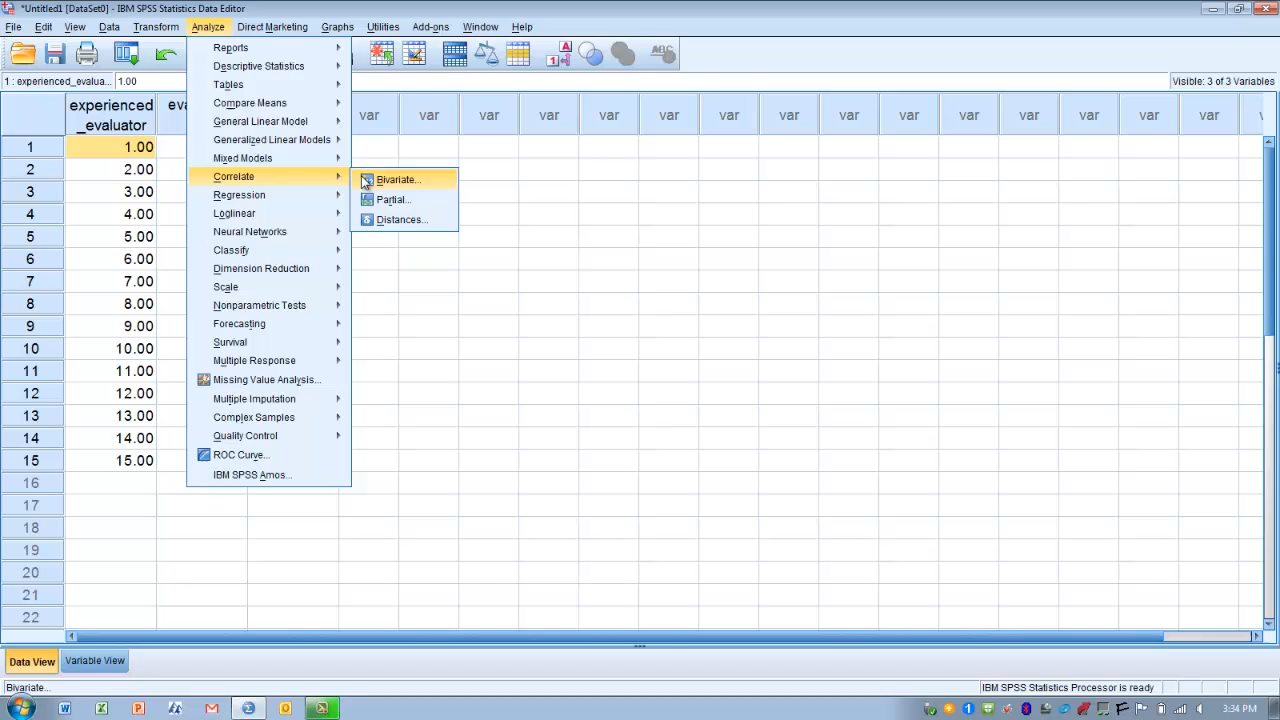 *Untitled1 [DataSet0] - IBM SPSS Statistics Data Editor
File Edit View Data Transform Analyze Direct Marketing Graphs Utilities Add-ons Window Help
1 : experienced_evalua... 1.00 Visible: 3 of 3 Variables
experienced
_evaluator
eva
var var var var var var var var var var var var var var var
1 1.00
2 2.00
3 3.00
4 4.00
5 5.00
6 6.00
7 7.00
8 8.00
9 9.00
10 10.00
11 11.00
12 12.00
13 13.00
14 14.00
15 15.00
16
17
18
19
20
21
22
Reports
Descriptive Statistics
Tables
Compare Means
General Linear Model
Generalized Linear Models
Mixed Models
Correlate
Regression
Loglinear
Neural Networks
Classify
Dimension Reduction
Scale
Nonparametric Tests
Forecasting
Survival
Multiple Response
Missing Value Analysis...
Multiple Imputation
Complex Samples
Quality Control
ROC Curve...
IBM SPSS Amos...
Bivariate...
Partial...
Distances...
Data View Variable View
Bivariate... IBM SPSS Statistics Processor is ready
3:34 PM